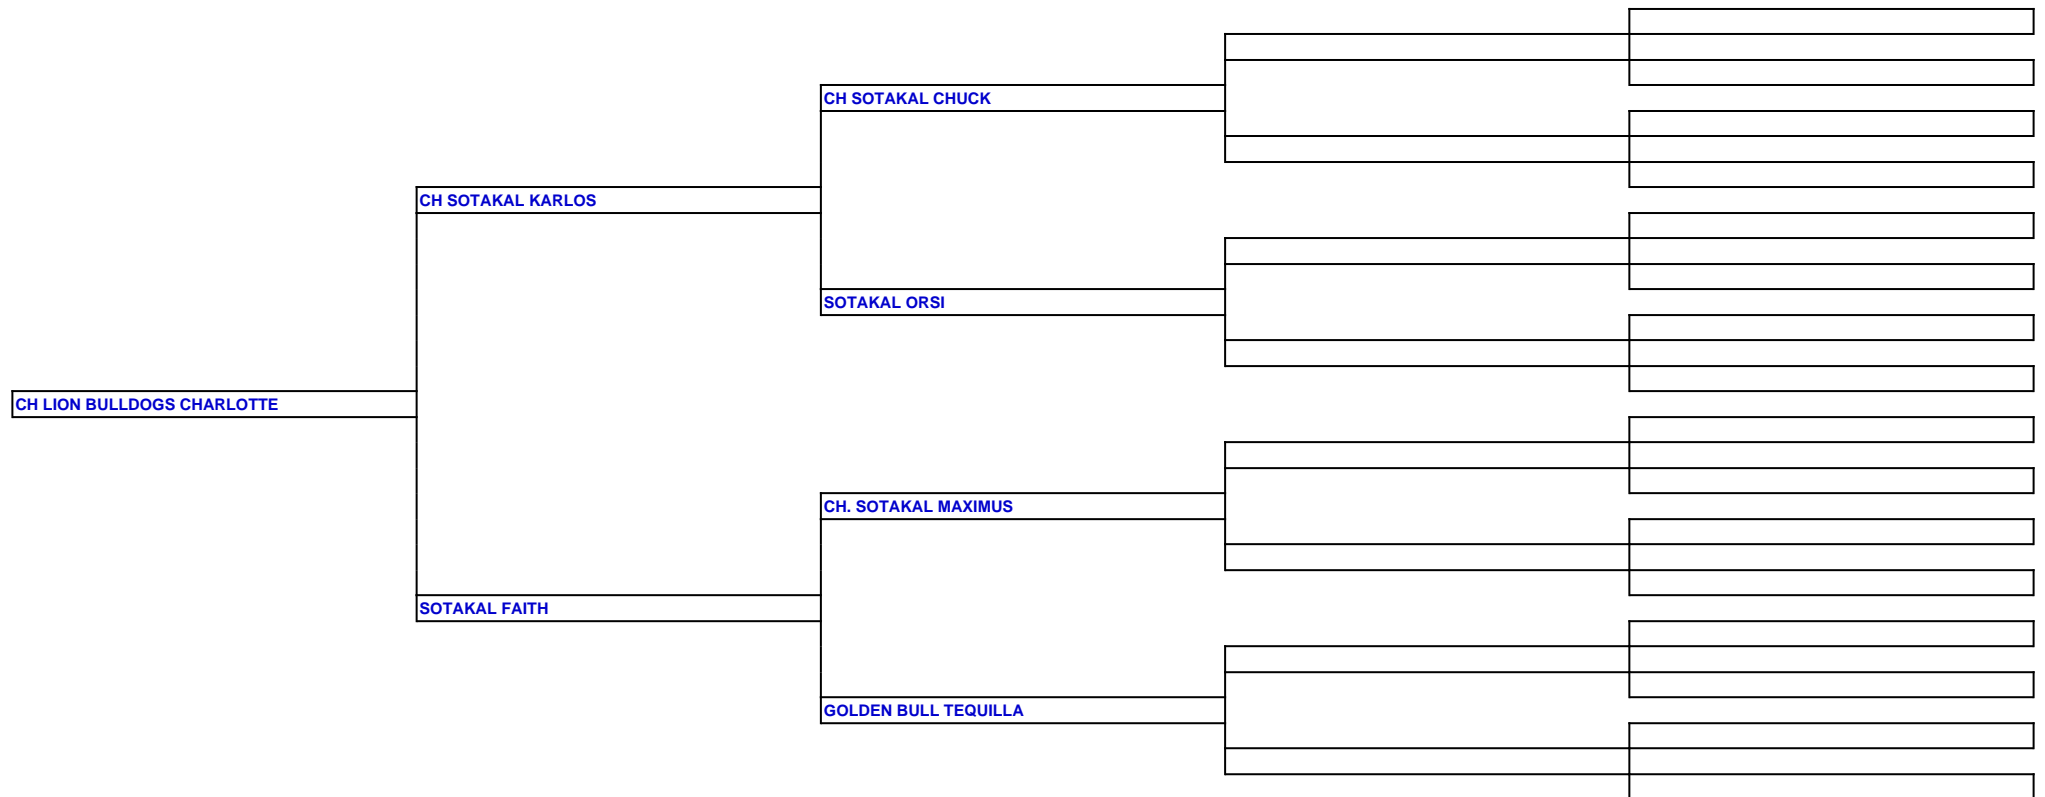 CH SOTAKAL CHUCK
CH SOTAKAL KARLOS
SOTAKAL ORSI
CH LION BULLDOGS CHARLOTTE
CH. SOTAKAL MAXIMUS
SOTAKAL FAITH
GOLDEN BULL TEQUILLA